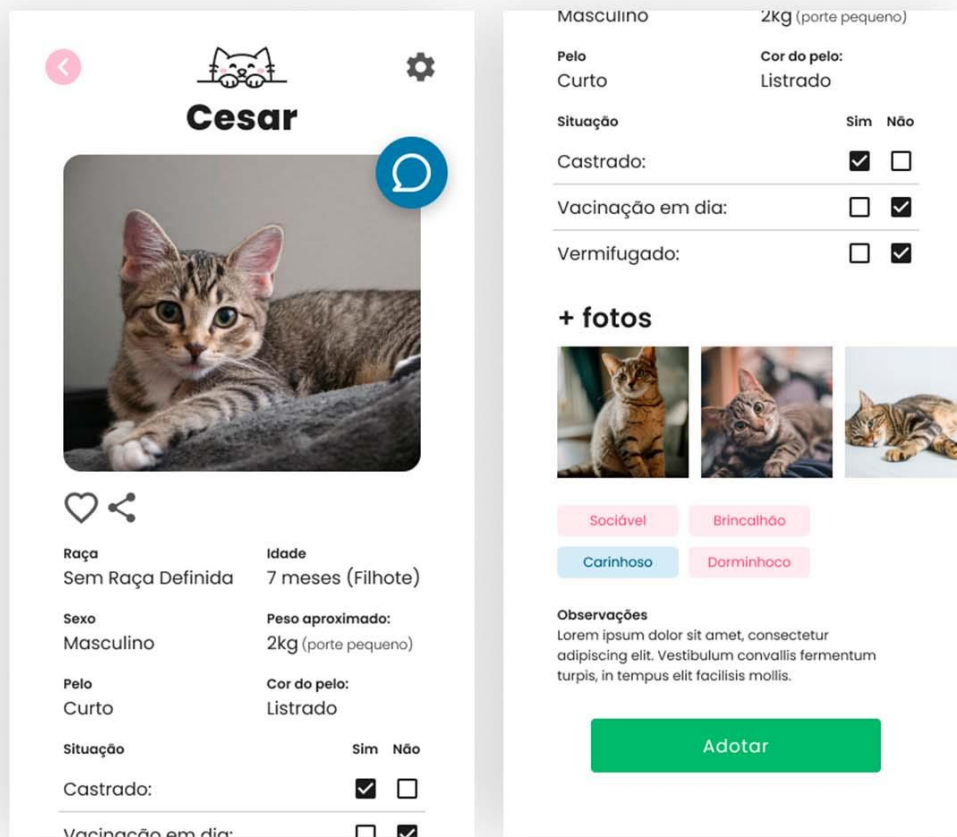 Cesar
Raça Idade
Sem Raça Definida 7 meses (Filhote)
Sexo Peso aproximado:
Masculino 2kg (porte pequeno)
Pelo Cor do pelo:
Curto Listrado
Situação Sim Não
Castrado:
Vacinação em dia:
Masculino 2kg (porte pequeno)
Pelo Cor do pelo:
Curto Listrado
Situação Sim Não
Castrado:
Vacinação em dia:
Vermifugado:
+ fotos
Sociável Brincalhão
Carinhoso Dorminhoco
Observações
Lorem ipsum dolor sit amet, consectetur
adipiscing elit. Vestibulum convallis fermentum
turpis, in tempus elit facilisis mollis.
Adotar